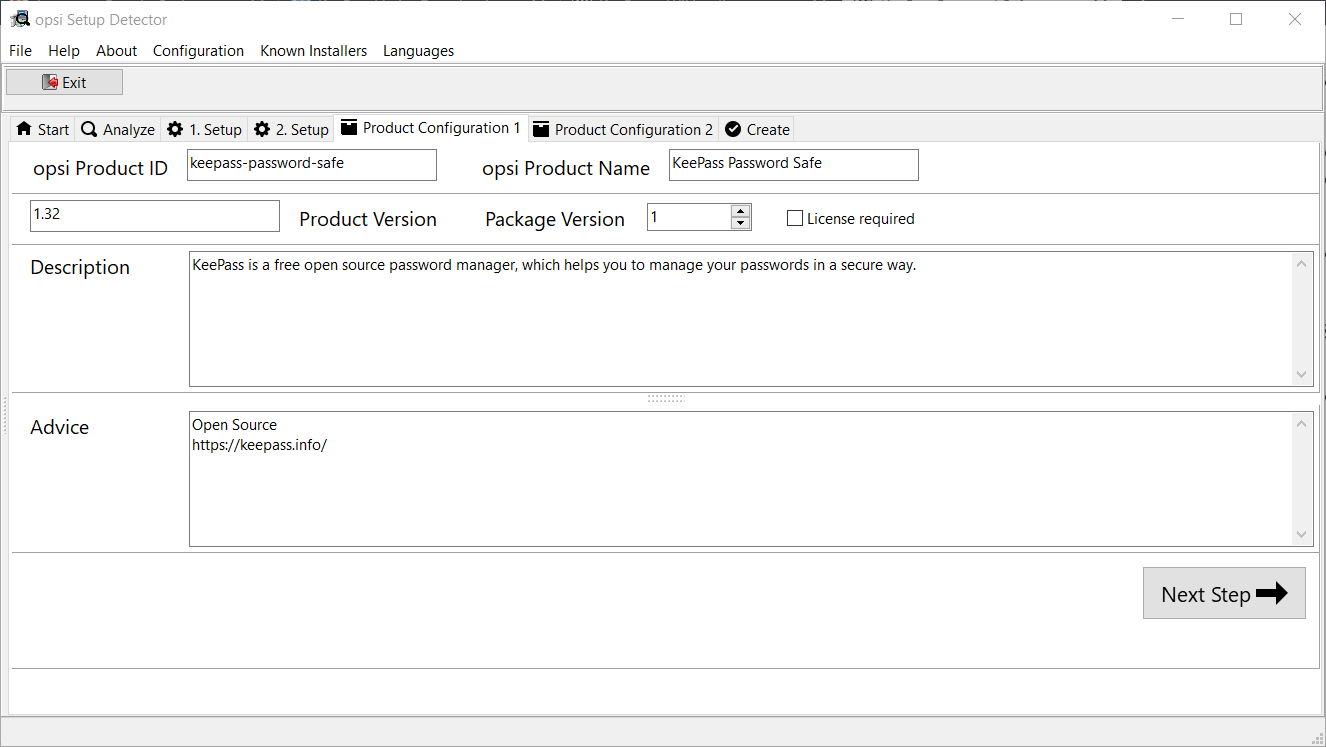 opsi Setup Detector
File Help About Configuration Known Installers Languages
Exit
Start Analyze 1. Setup 2. Setup Product Configuration 1 Product Configuration 2 Create
opsi Product ID keepass-password-safe opsi Product Name KeePass Password Safe
1.32 Product Version Package Version 1 License required
Description KeePass is a free open source password manager, which helps you to manage your passwords in a secure way.
Advice Open Source
https://keepass.info/
Next Step